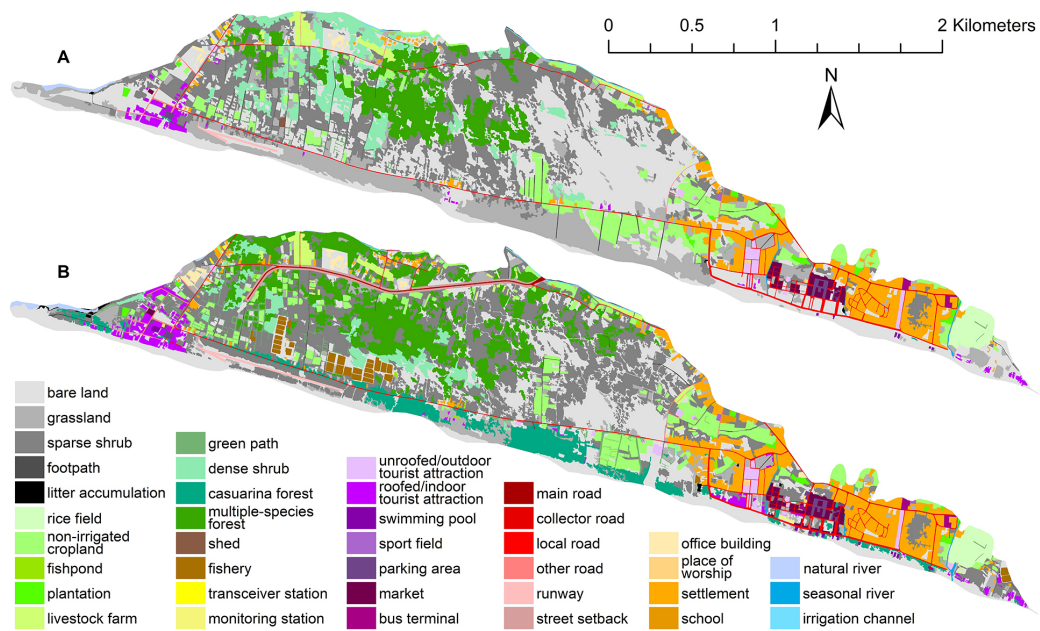 0 0.5 1 2 Kilometers
A
N
B
bare land
grassland
sparse shrub
footpath
litter accumulation
rice field
non-irrigated
cropland
fishpond
plantation
livestock farm
green path
dense shrub
casuarina forest
multiple-species
forest
shed
fishery
transceiver station
monitoring station
unroofed/outdoor
tourist attraction
roofed/indoor
tourist attraction
swimming pool
sport field
parking area
market
bus terminal
main road
collector road
local road
other road
runway
street setback
office building
place of
worship
settlement
school
natural river
seasonal river
irrigation channel